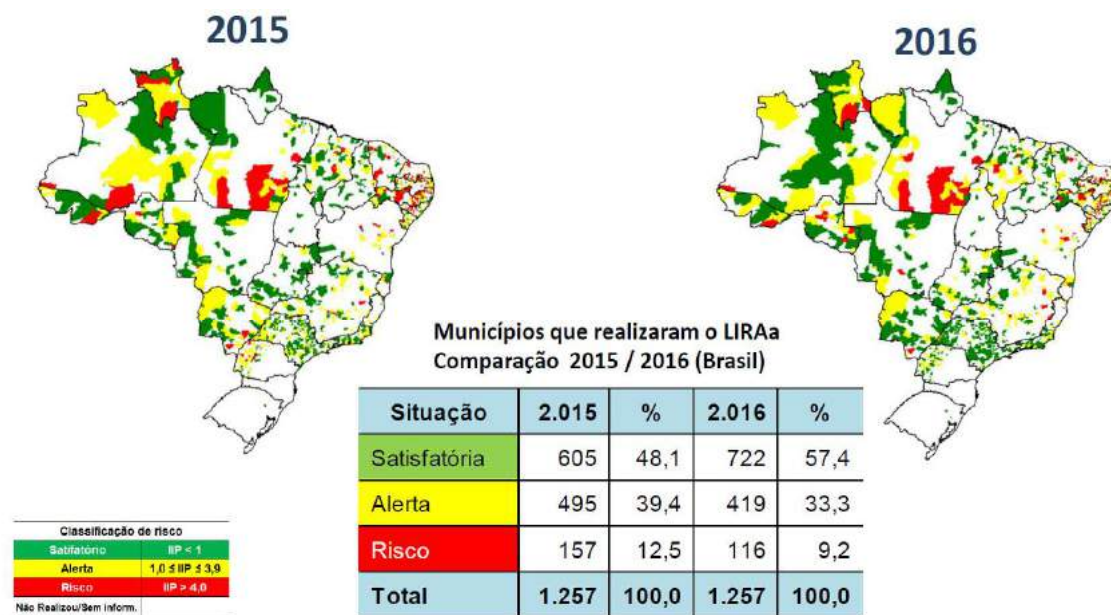 2015
2016
Municípios que realizaram o LIRAa
Comparação 2015 / 2016 (Brasil)
Situação 2.015 % 2.016 %
Satisfatória 605 48,1 722 57,4
Alerta 495 39,4 419 33,3
Risco 157 12,5 116 9,2
Total 1.257 100,0 1.257 100,0
Classificação de risco
Satifatório IIP < 1
Alerta 1,0 ≤ IIP ≤ 3,9
Risco IIP > 4,0
Não Realizou/Sem inform.